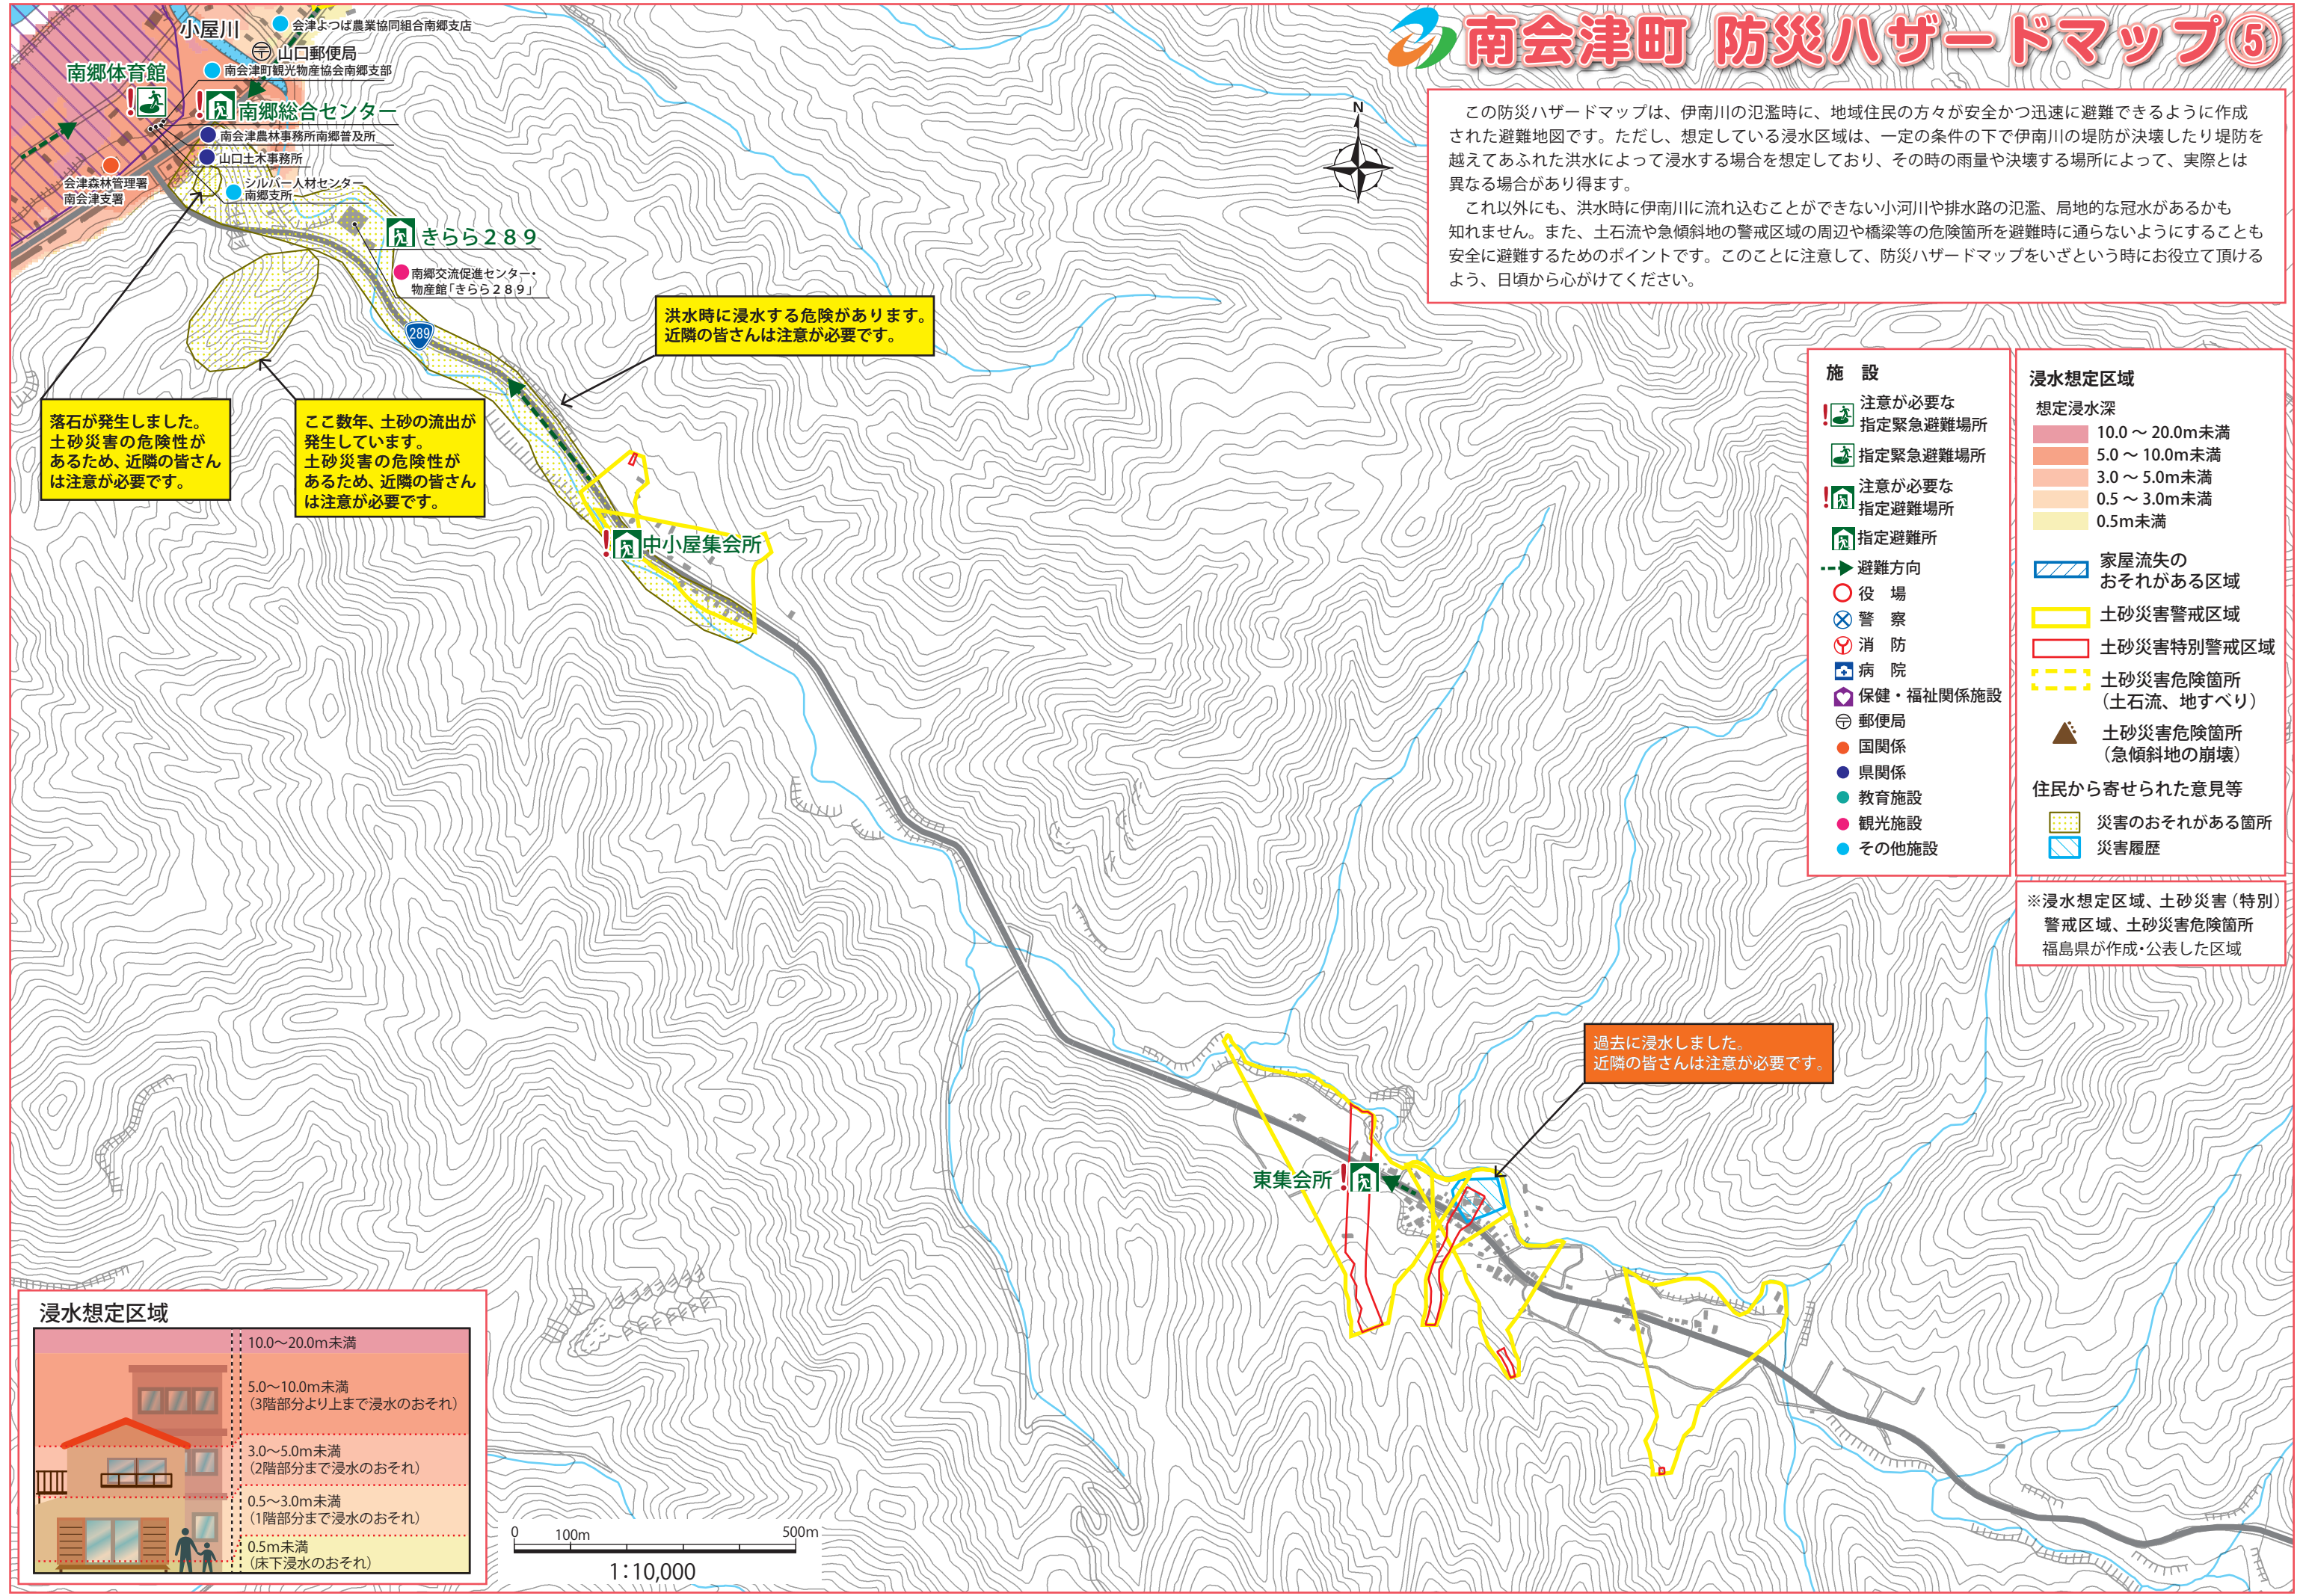 南会津町 防災ハザードマップ⑤
この防災ハザードマップは、伊南川の氾濫時に、地域住民の方々が安全かつ迅速に避難できるように作成
された避難地図です。ただし、想定している浸水区域は、一定の条件の下で伊南川の堤防が決壊したり堤防を
越えてあふれた洪水によって浸水する場合を想定しており、その時の雨量や決壊する場所によって、実際とは
異なる場合があり得ます。
これ以外にも、洪水時に伊南川に流れ込むことができない小河川や排水路の氾濫、局地的な冠水があるかも
知れません。また、土石流や急傾斜地の警戒区域の周辺や橋梁等の危険箇所を避難時に通らないようにすることも
安全に避難するためのポイントです。このことに注意して、防災ハザードマップをいざという時にお役立て頂ける
よう、日頃から心がけてください。
N
小屋川
会津よつば農業協同組合南郷支店
山口郵便局
南会津町観光物産協会南郷支部
南郷体育館
南郷総合センター
南会津農林事務所南郷普及所
山口土木事務所
会津森林管理署
南会津支署
シルバー人材センター
南郷支所
きらら289
南郷交流促進センター・
物産館「きらら289」
289
洪水時に浸水する危険があります。
近隣の皆さんは注意が必要です。
落石が発生しました。
土砂災害の危険性が
あるため、近隣の皆さん
は注意が必要です。
ここ数年、土砂の流出が
発生しています。
土砂災害の危険性が
あるため、近隣の皆さん
は注意が必要です。
中小屋集会所
過去に浸水しました。
近隣の皆さんは注意が必要です。
東集会所
施 設
注意が必要な
指定緊急避難場所
指定緊急避難場所
注意が必要な
指定避難場所
指定避難所
避難方向
役 場
警 察
消 防
病 院
保健・福祉関係施設
郵便局
国関係
県関係
教育施設
観光施設
その他施設
浸水想定区域
想定浸水深
10.0 〜 20.0m未満
5.0 〜 10.0m未満
3.0 〜 5.0m未満
0.5 〜 3.0m未満
0.5m未満
家屋流失の
おそれがある区域
土砂災害警戒区域
土砂災害特別警戒区域
土砂災害危険箇所
（土石流、地すべり）
土砂災害危険箇所
（急傾斜地の崩壊）
住民から寄せられた意見等
災害のおそれがある箇所
災害履歴
※浸水想定区域、土砂災害（特別）
警戒区域、土砂災害危険箇所
福島県が作成・公表した区域
浸水想定区域
10.0〜20.0m未満
5.0〜10.0m未満
（3階部分より上まで浸水のおそれ）
3.0〜5.0m未満
（2階部分まで浸水のおそれ）
0.5〜3.0m未満
（1階部分まで浸水のおそれ）
0.5m未満
（床下浸水のおそれ）
0 100m 500m
1：10,000